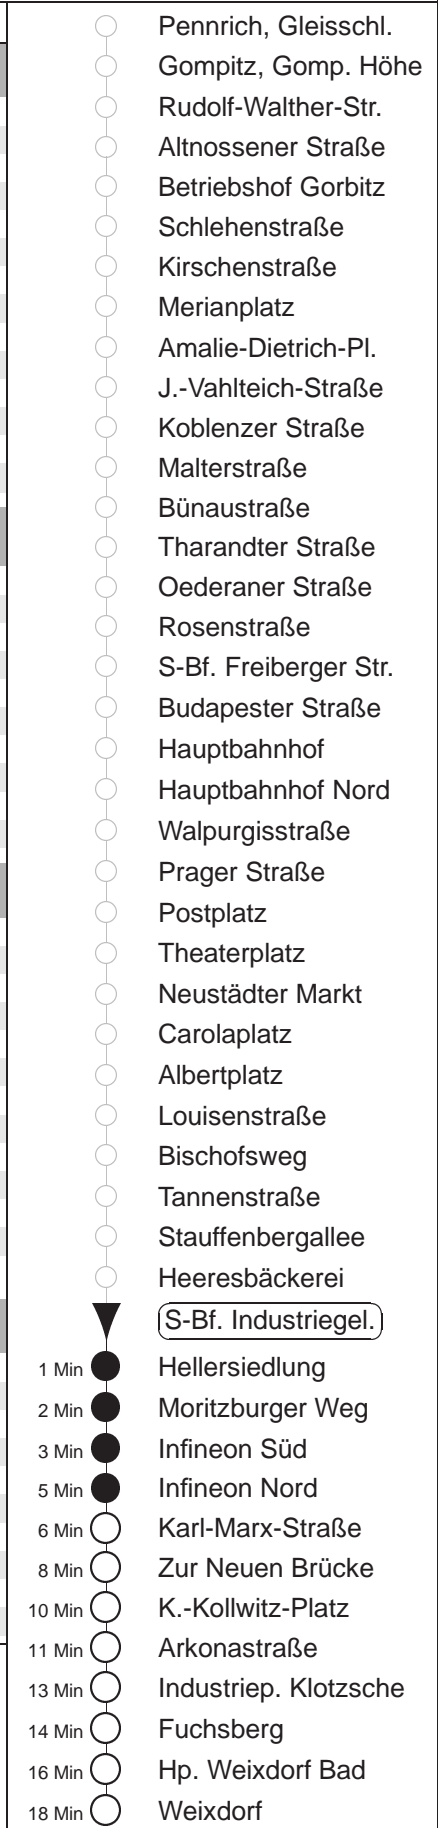 Pennrich, Gleisschl.
Gompitz, Gomp. Höhe
Rudolf-Walther-Str.
Altnossener Straße
Betriebshof Gorbitz
Schlehenstraße
Kirschenstraße
Merianplatz
Amalie-Dietrich-Pl.
J.-Vahlteich-Straße
Koblenzer Straße
Malterstraße
Bünaustraße
Tharandter Straße
Oederaner Straße
Rosenstraße
S-Bf. Freiberger Str.
Budapester Straße
Hauptbahnhof
Hauptbahnhof Nord
Walpurgisstraße
Prager Straße
Postplatz
Theaterplatz
Neustädter Markt
Carolaplatz
Albertplatz
Louisenstraße
Bischofsweg
Tannenstraße
Stauffenbergallee
Heeresbäckerei
S-Bf. Industriegel.
1 Min Hellersiedlung
2 Min Moritzburger Weg
3 Min Infineon Süd
5 Min Infineon Nord
6 Min Karl-Marx-Straße
8 Min Zur Neuen Brücke
10 Min K.-Kollwitz-Platz
11 Min Arkonastraße
13 Min Industriep. Klotzsche
14 Min Fuchsberg
16 Min Hp. Weixdorf Bad
18 Min Weixdorf